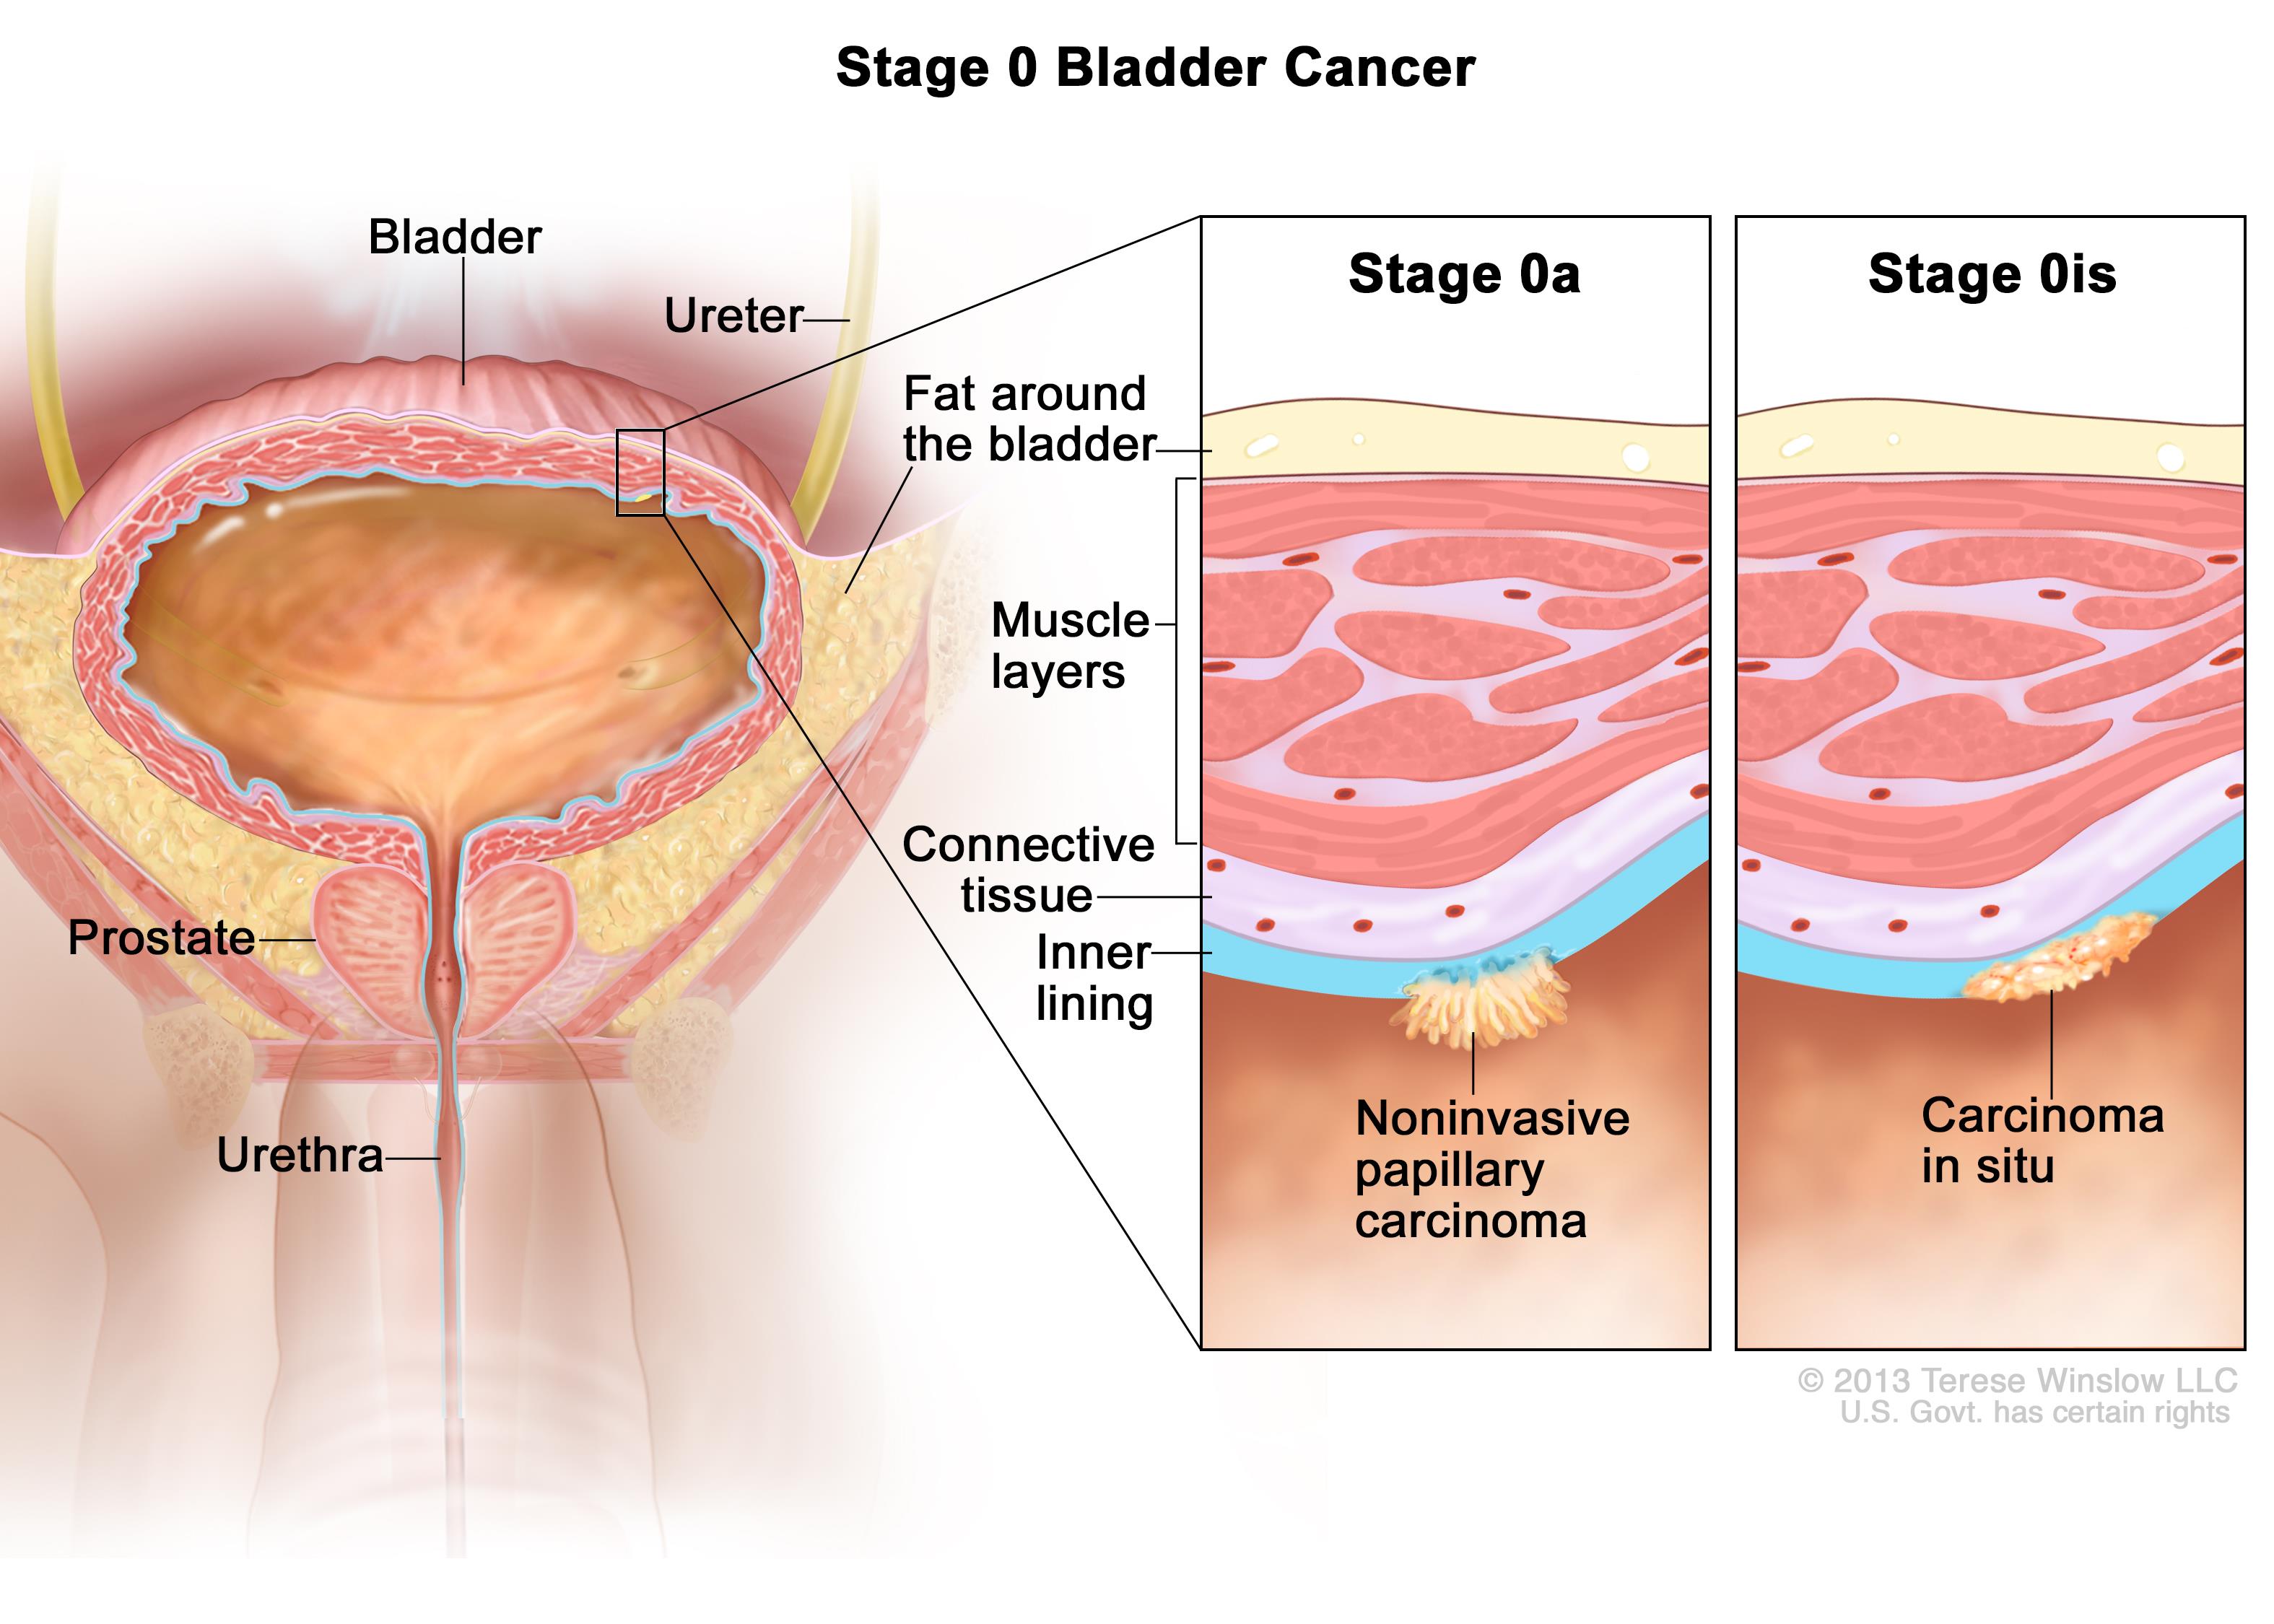 Stage 0 Bladder Cancer
Bladder
Ureter
Fat around
the bladder
Muscle
layers
Connective
tissue
Inner
lining
Prostate
Urethra
Stage 0a
Noninvasive
papillary
carcinoma
Stage 0is
Carcinoma
in situ
© 2013 Terese Winslow LLC
U.S. Govt. has certain rights